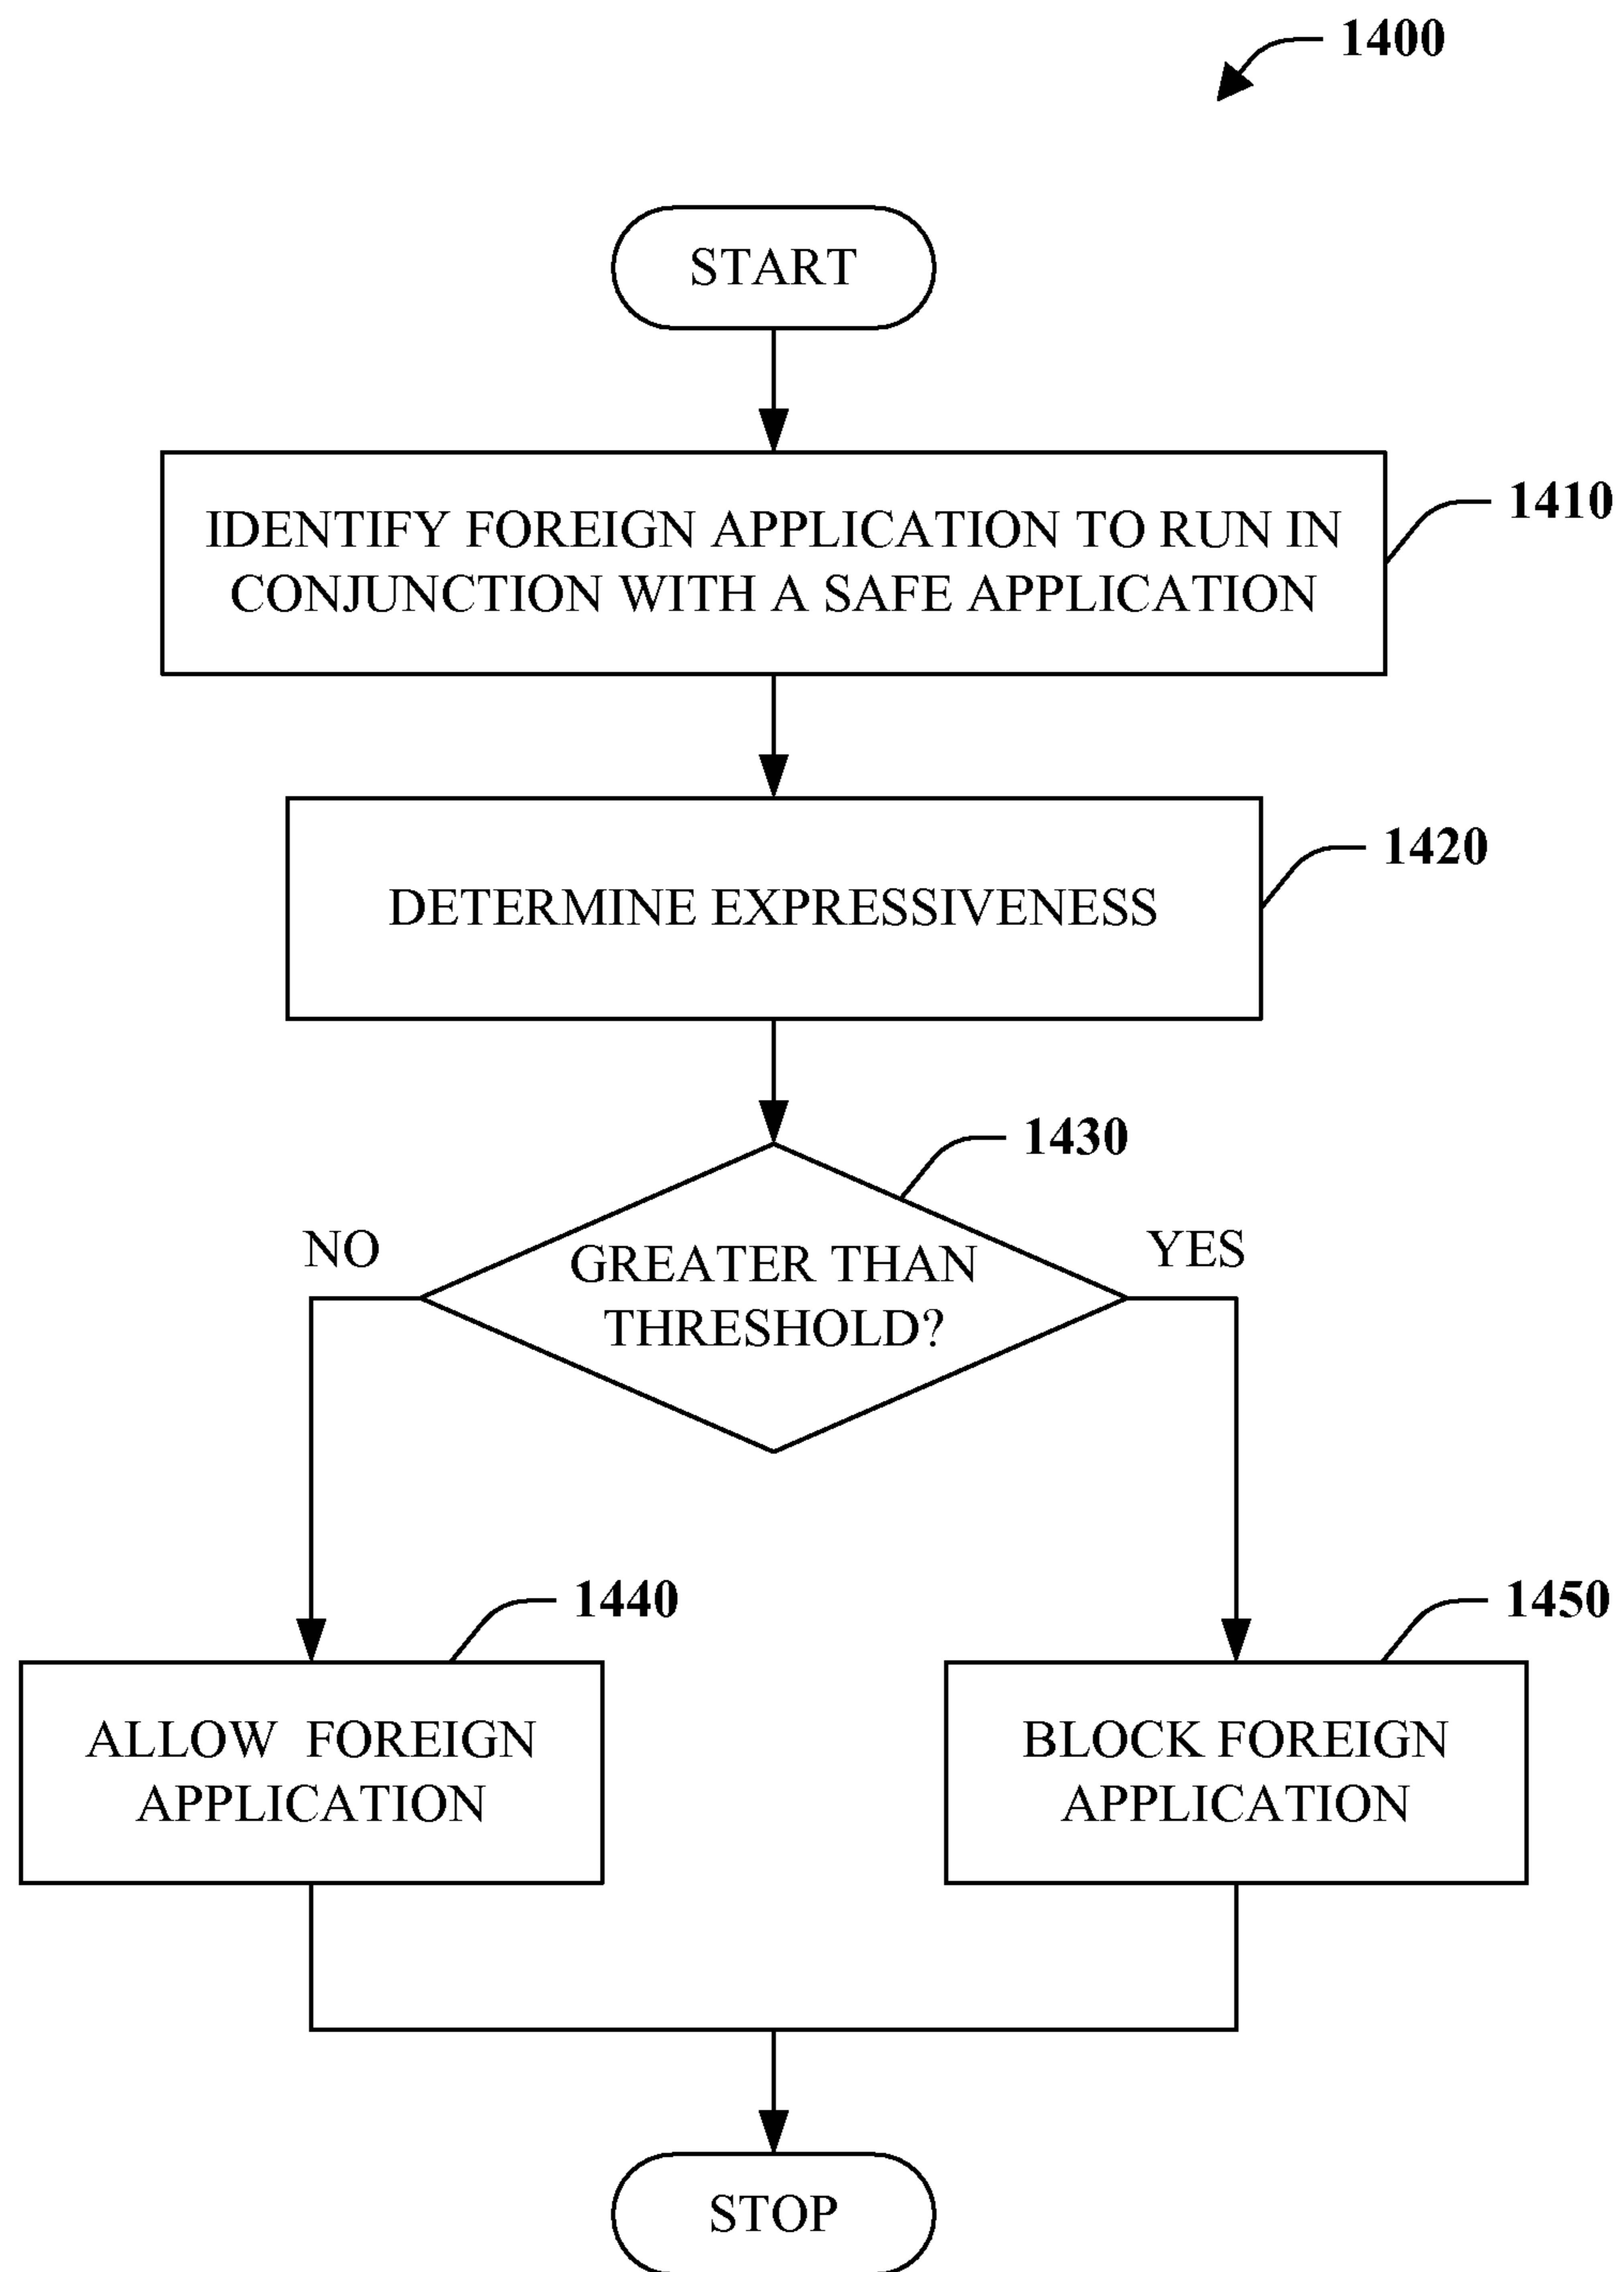 1400
START
IDENTIFY FOREIGN APPLICATION TO RUN IN
CONJUNCTION WITH A SAFE APPLICATION
1410
DETERMINE EXPRESSIVENESS
1420
1430
NO
GREATER THAN
THRESHOLD?
YES
1440
ALLOW FOREIGN
APPLICATION
1450
BLOCK FOREIGN
APPLICATION
STOP